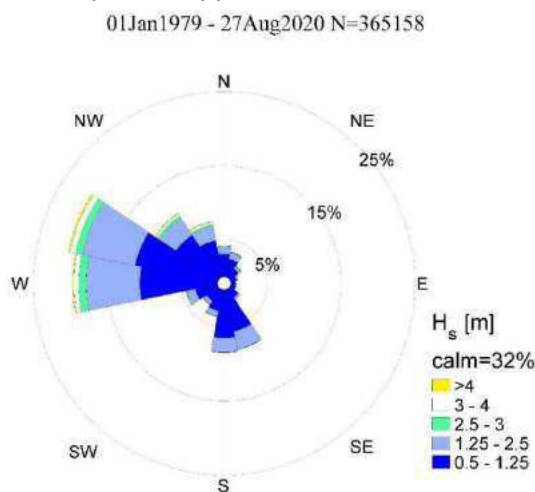 01Jan1979 - 27Aug2020 N=365158
N
NW
NE
25%
15%
5%
W
E
H_s [m]
calm=32%
>4
3 - 4
2.5 - 3
1.25 - 2.5
0.5 - 1.25
SW
SE
S